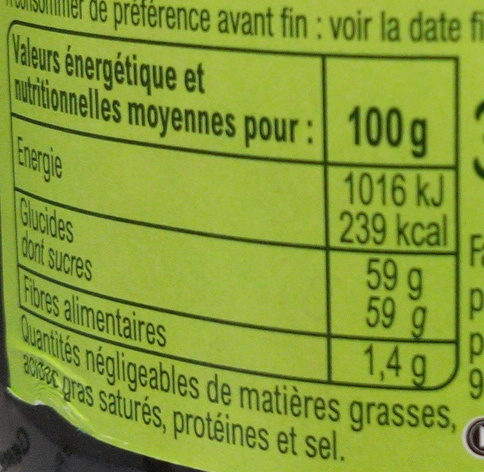 de préférence avant fin : voir la date
Valeurs énergétique et
nutritionnelles moyennes pour : 100 g
Energie 1016 kJ
239 kcal
Glucides 59 g
dont sucres 59 g
Fibres alimentaires 1,4 g
Quantités négligeables de matières grasses,
acides gras saturés, protéines et sel.